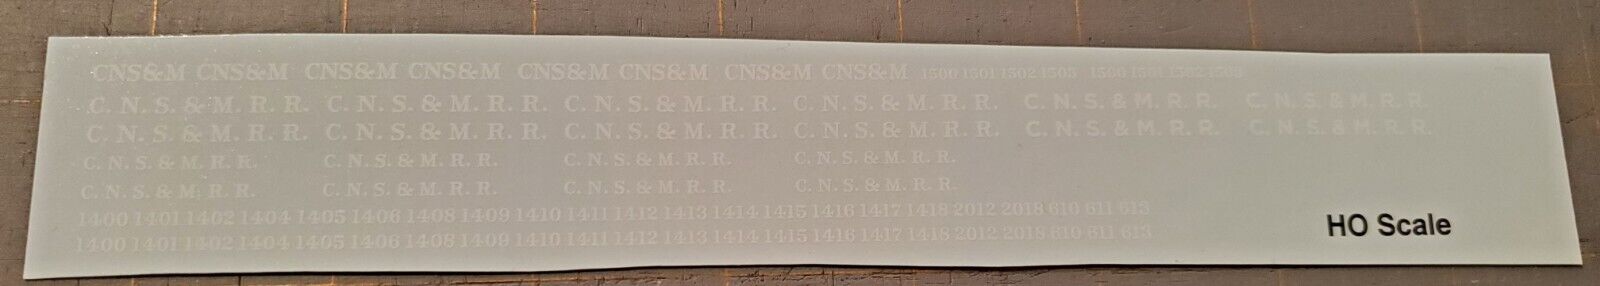 CNS&M CNS&M CNS&M CNS&M CNS&M CNS&M CNS&M CNS&M 1500 1501 1502 1503 1500 1501 1502 1503
C. N. S. & M. R. R. C. N. S. & M. R. R. C. N. S. & M. R. R. C. N. S. & M. R. R. C. N. S. & M. R. R. C. N. S. & M. R. R.
C. N. S. & M. R. R. C. N. S. & M. R. R. C. N. S. & M. R. R. C. N. S. & M. R. R. C. N. S. & M. R. R. C. N. S. & M. R. R.
C. N. S. & M. R. R. C. N. S. & M. R. R. C. N. S. & M. R. R. C. N. S. & M. R. R.
C. N. S. & M. R. R. C. N. S. & M. R. R. C. N. S. & M. R. R. C. N. S. & M. R. R.
1400 1401 1402 1404 1405 1406 1408 1409 1410 1411 1412 1413 1414 1415 1416 1417 1418 2012 2018 610 611 613
1400 1401 1402 1404 1405 1406 1408 1409 1410 1411 1412 1413 1414 1415 1416 1417 1418 2012 2018 610 611 613
HO Scale